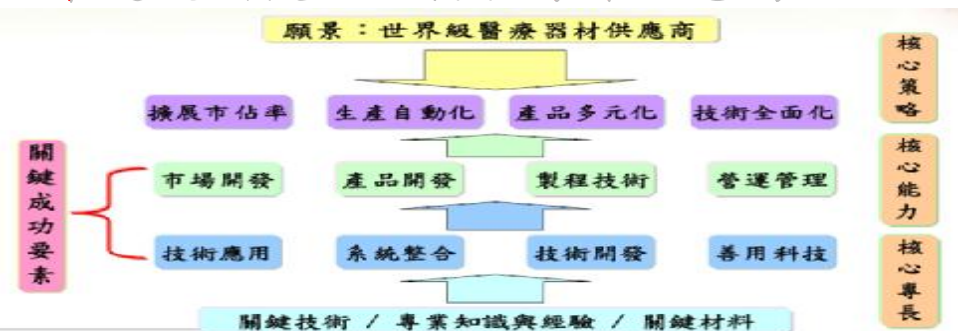 願景：世界級醫療器材供應商
核心策略
擴展市佔率 生產自動化 產品多元化 技術全面化
關鍵成功要素
核心能力
市場開發 產品開發 製程技術 營運管理
技術應用 系統整合 技術開發 善用科技
核心專長
關鍵技術 / 專業知識與經驗 / 關鍵材料